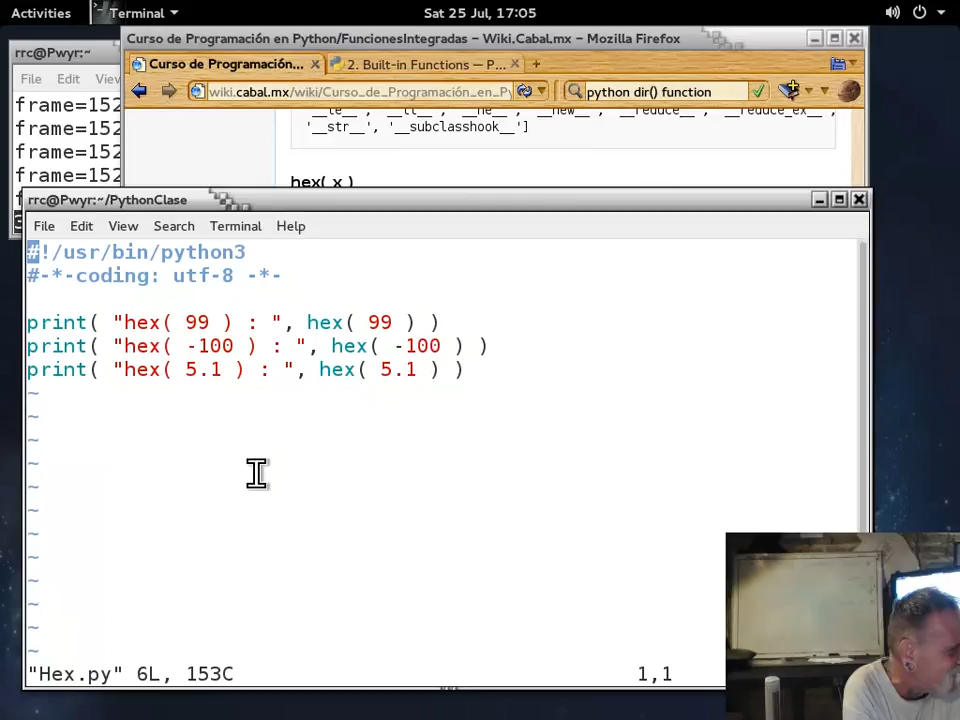 Activities Terminal Sat 25 Jul, 17:05
Curso de Programación en Python/FuncionesIntegradas – Wiki.Cabal.mx – Mozilla Firefox
rrc@Pwyr:~
Curso de Programación... 2. Built-in Functions — P...
File Edit View
wiki.cabal.mx/wiki/Curso_de_Programación_en_Py python dir() function
frame=152
frame=152
frame=152
frame=152
'__str__', '__subclasshook__']
hex( x )
rrc@Pwyr:~/PythonClase
File Edit View Search Terminal Help
#!/usr/bin/python3
#-*-coding: utf-8 -*-
print( "hex( 99 ) : ", hex( 99 ) )
print( "hex( -100 ) : ", hex( -100 ) )
print( "hex( 5.1 ) : ", hex( 5.1 ) )
~
~
~
~
~
~
~
~
~
~
~
~
"Hex.py" 6L, 153C 1,1